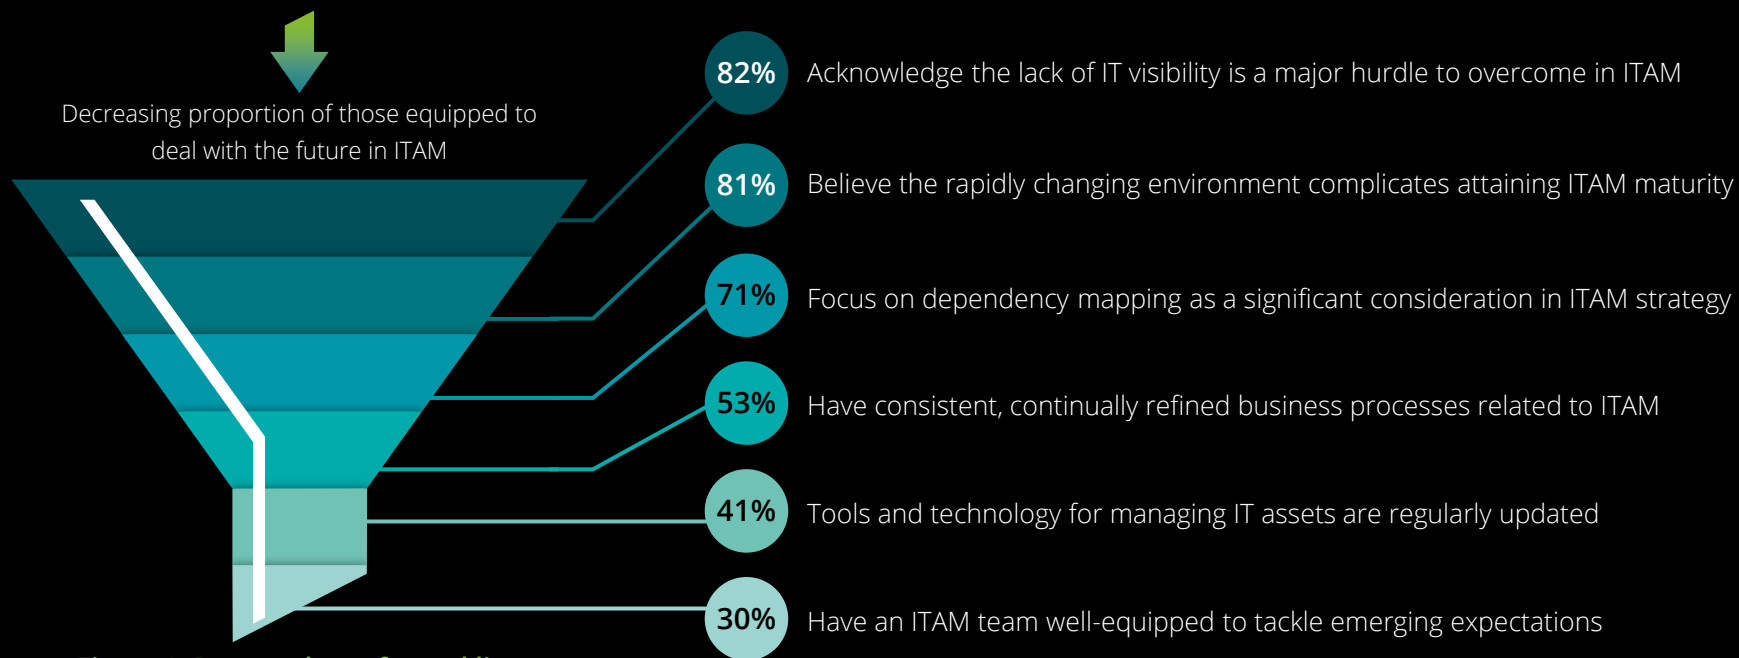 Decreasing proportion of those equipped to
deal with the future in ITAM
82% Acknowledge the lack of IT visibility is a major hurdle to overcome in ITAM
81% Believe the rapidly changing environment complicates attaining ITAM maturity
71% Focus on dependency mapping as a significant consideration in ITAM strategy
53% Have consistent, continually refined business processes related to ITAM
41% Tools and technology for managing IT assets are regularly updated
30% Have an ITAM team well-equipped to tackle emerging expectations